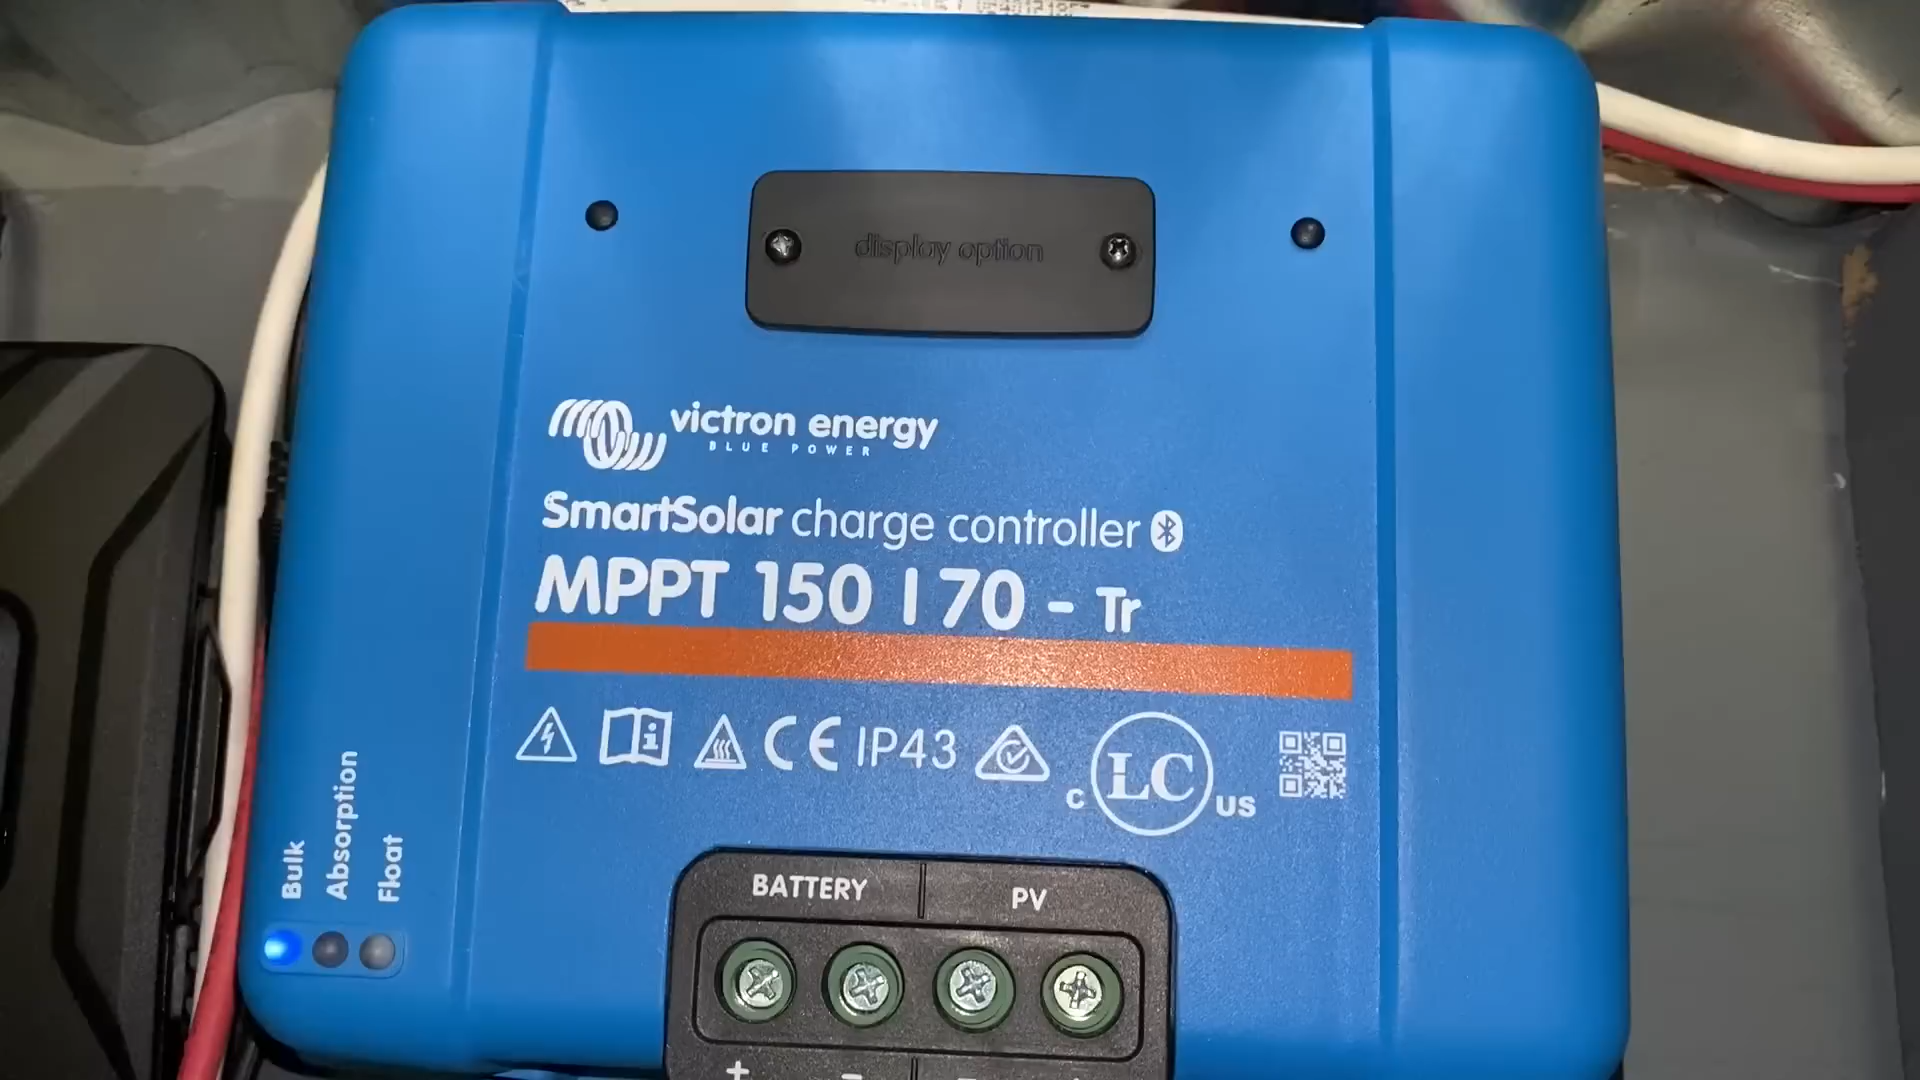 display option
victron energy
BLUE POWER
SmartSolar charge controller
MPPT 150 | 70 - Tr
CE IP43
c LC US
Bulk
Absorption
Float
BATTERY PV
+ -